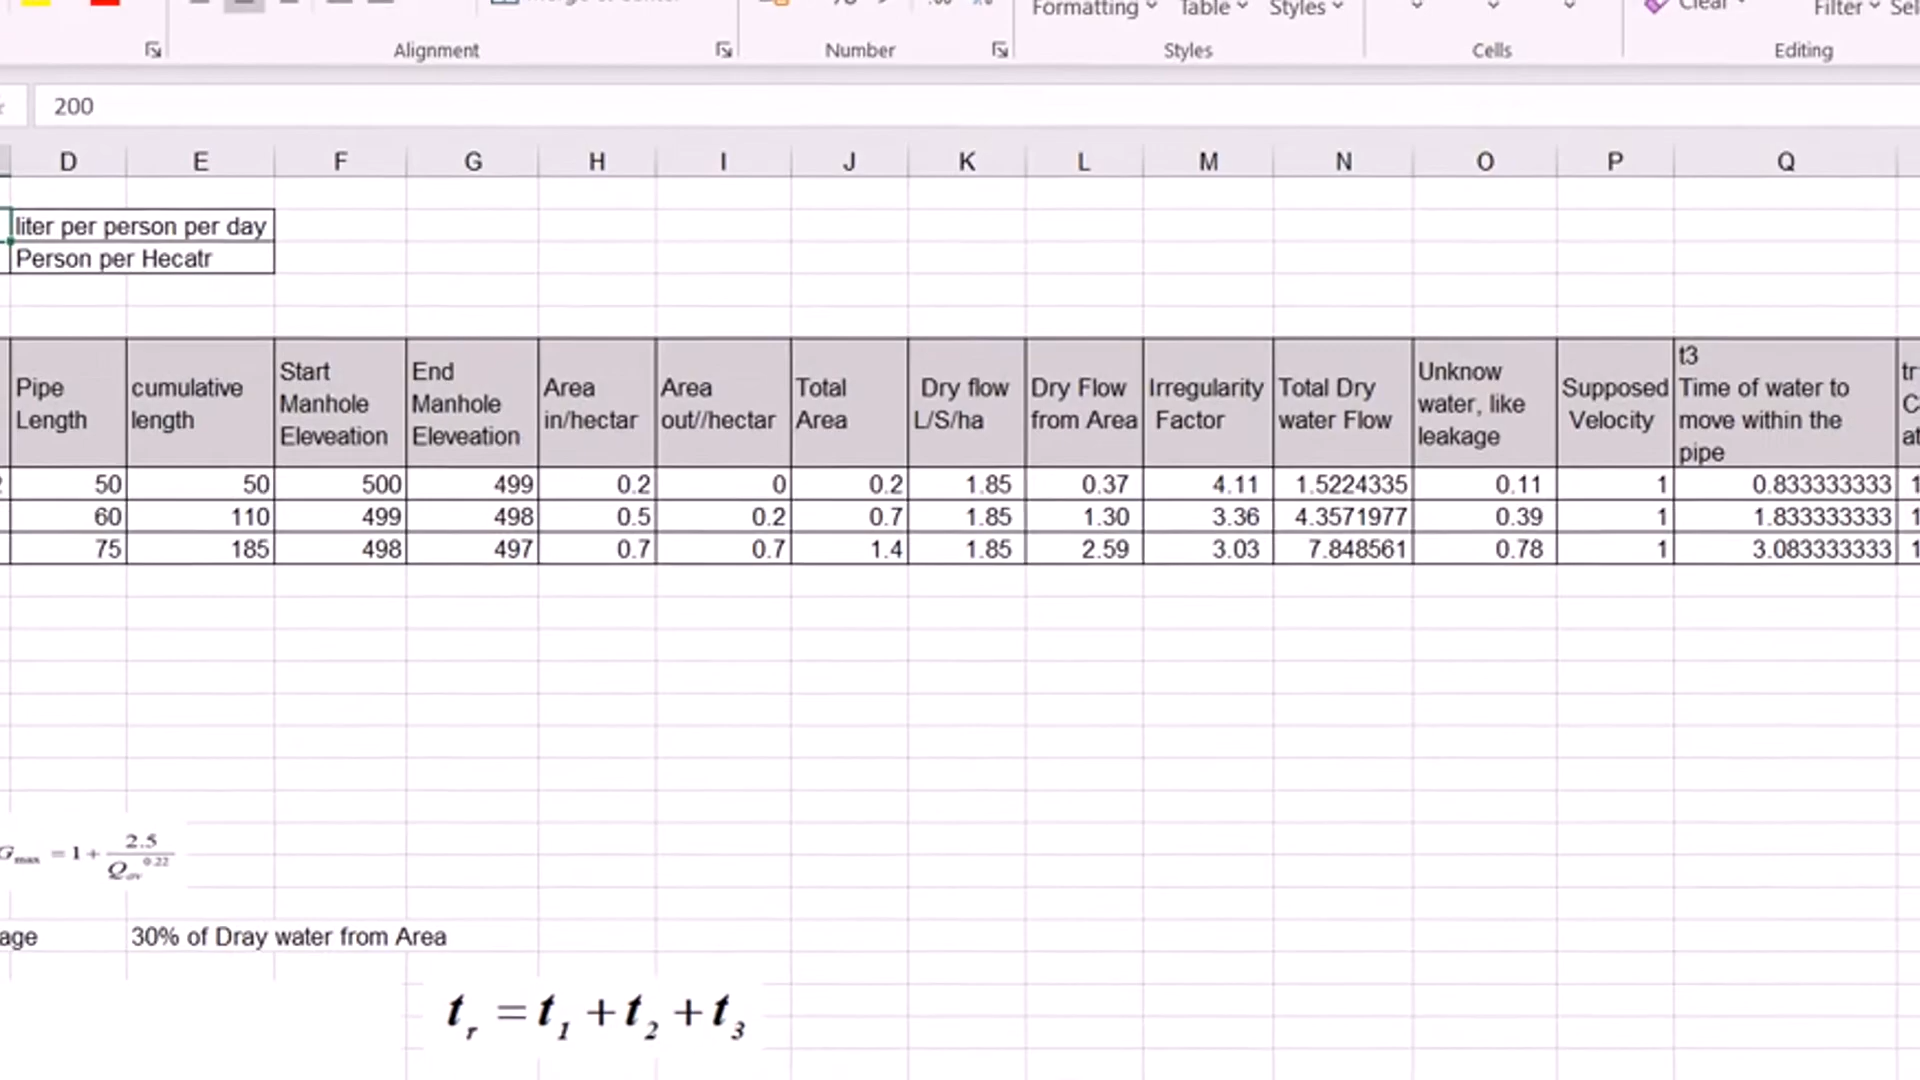 Formatting Table Styles Clear Filter
Alignment Number Styles Cells Editing
200
D E F G H I J K L M N O P Q
liter per person per day
Person per Hecatr
Pipe Length
cumulative length
Start Manhole Eleveation
End Manhole Eleveation
Area in/hectar
Area out//hectar
Total Area
Dry flow L/S/ha
Dry Flow from Area
Irregularity Factor
Total Dry water Flow
Unknow water, like leakage
Supposed Velocity
t3 Time of water to move within the pipe
50 50 500 499 0.2 0 0.2 1.85 0.37 4.11 1.5224335 0.11 1 0.833333333
60 110 499 498 0.5 0.2 0.7 1.85 1.30 3.36 4.3571977 0.39 1 1.833333333
75 185 498 497 0.7 0.7 1.4 1.85 2.59 3.03 7.848561 0.78 1 3.083333333
G max = 1 + 2.5 / Q av 0.22
age 30% of Dray water from Area
t r = t 1 + t 2 + t 3